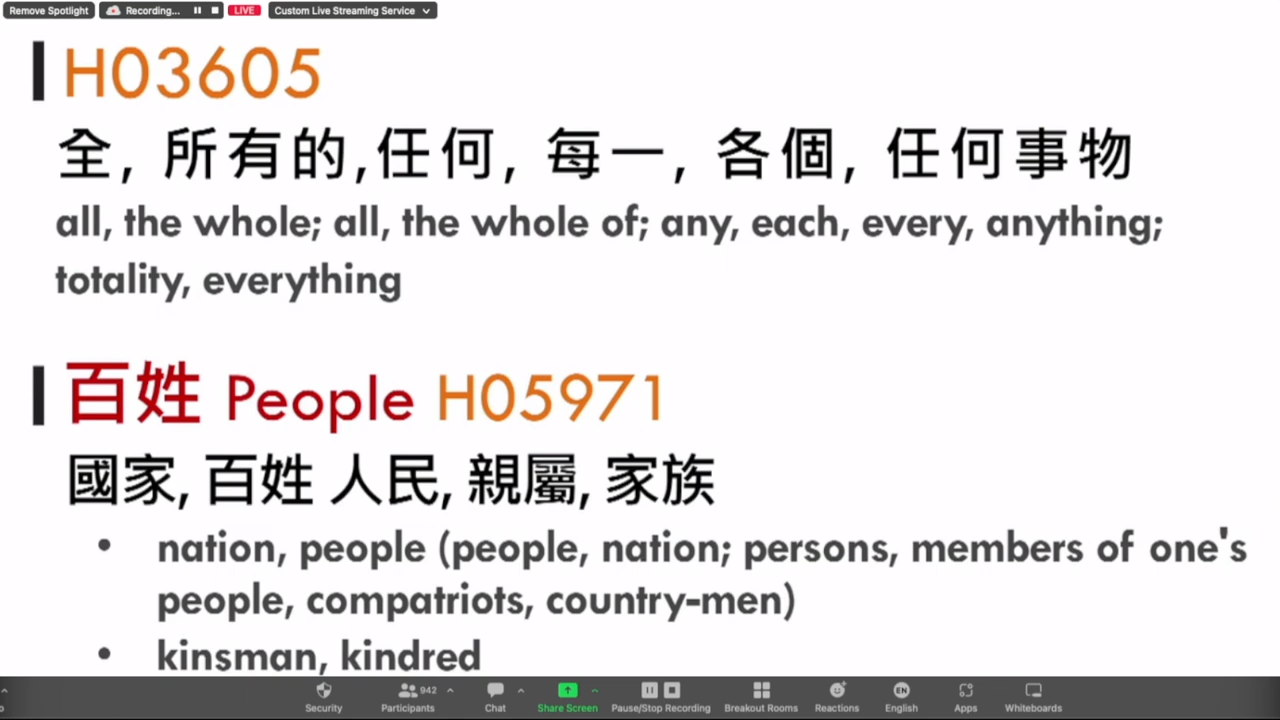 Remove Spotlight Recording... LIVE Custom Live Streaming Service
H03605
全, 所有的,任何, 每一, 各個, 任何事物
all, the whole; all, the whole of; any, each, every, anything;
totality, everything
百姓 People H05971
國家, 百姓 人民, 親屬, 家族
• nation, people (people, nation; persons, members of one's
people, compatriots, country-men)
• kinsman, kindred
942 EN
Security Participants Chat Share Screen Pause/Stop Recording Breakout Rooms Reactions English Apps Whiteboards